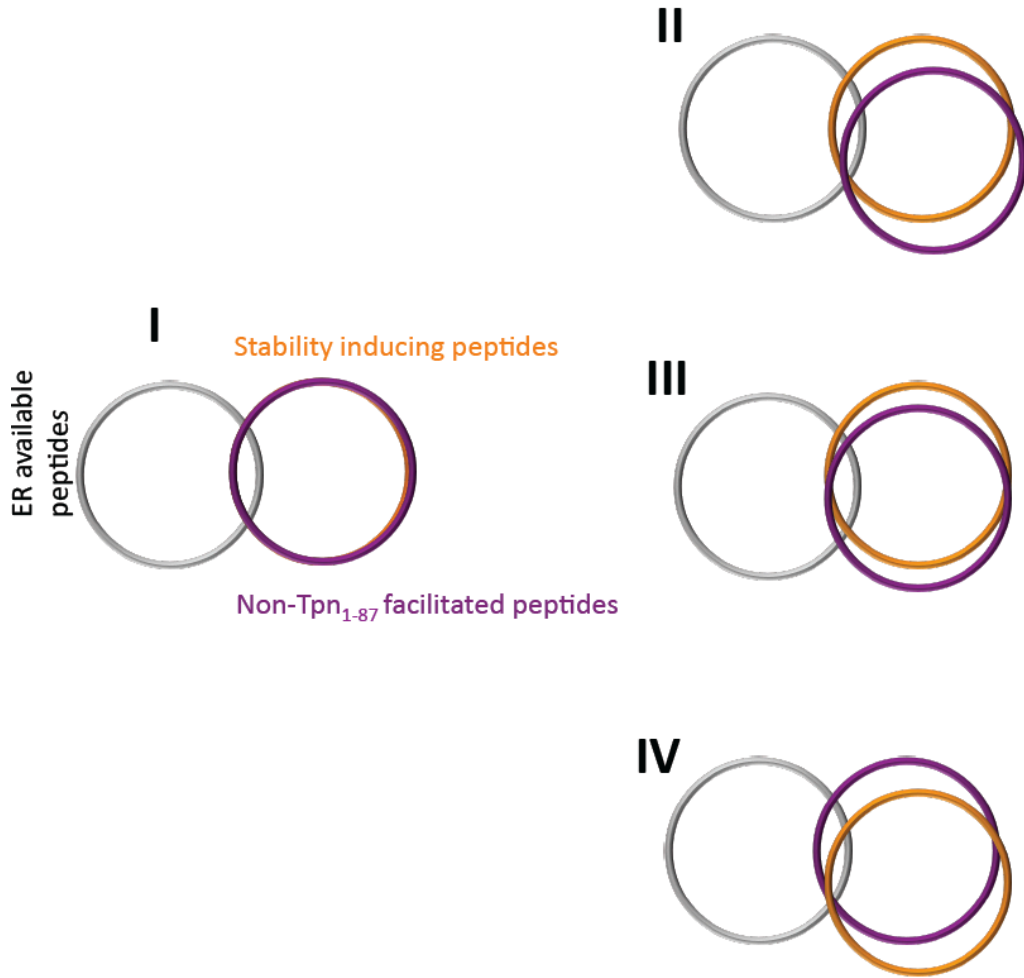 II
I
Stability inducing peptides
ER available
peptides
Non-Tpn1-87 facilitated peptides
III
IV